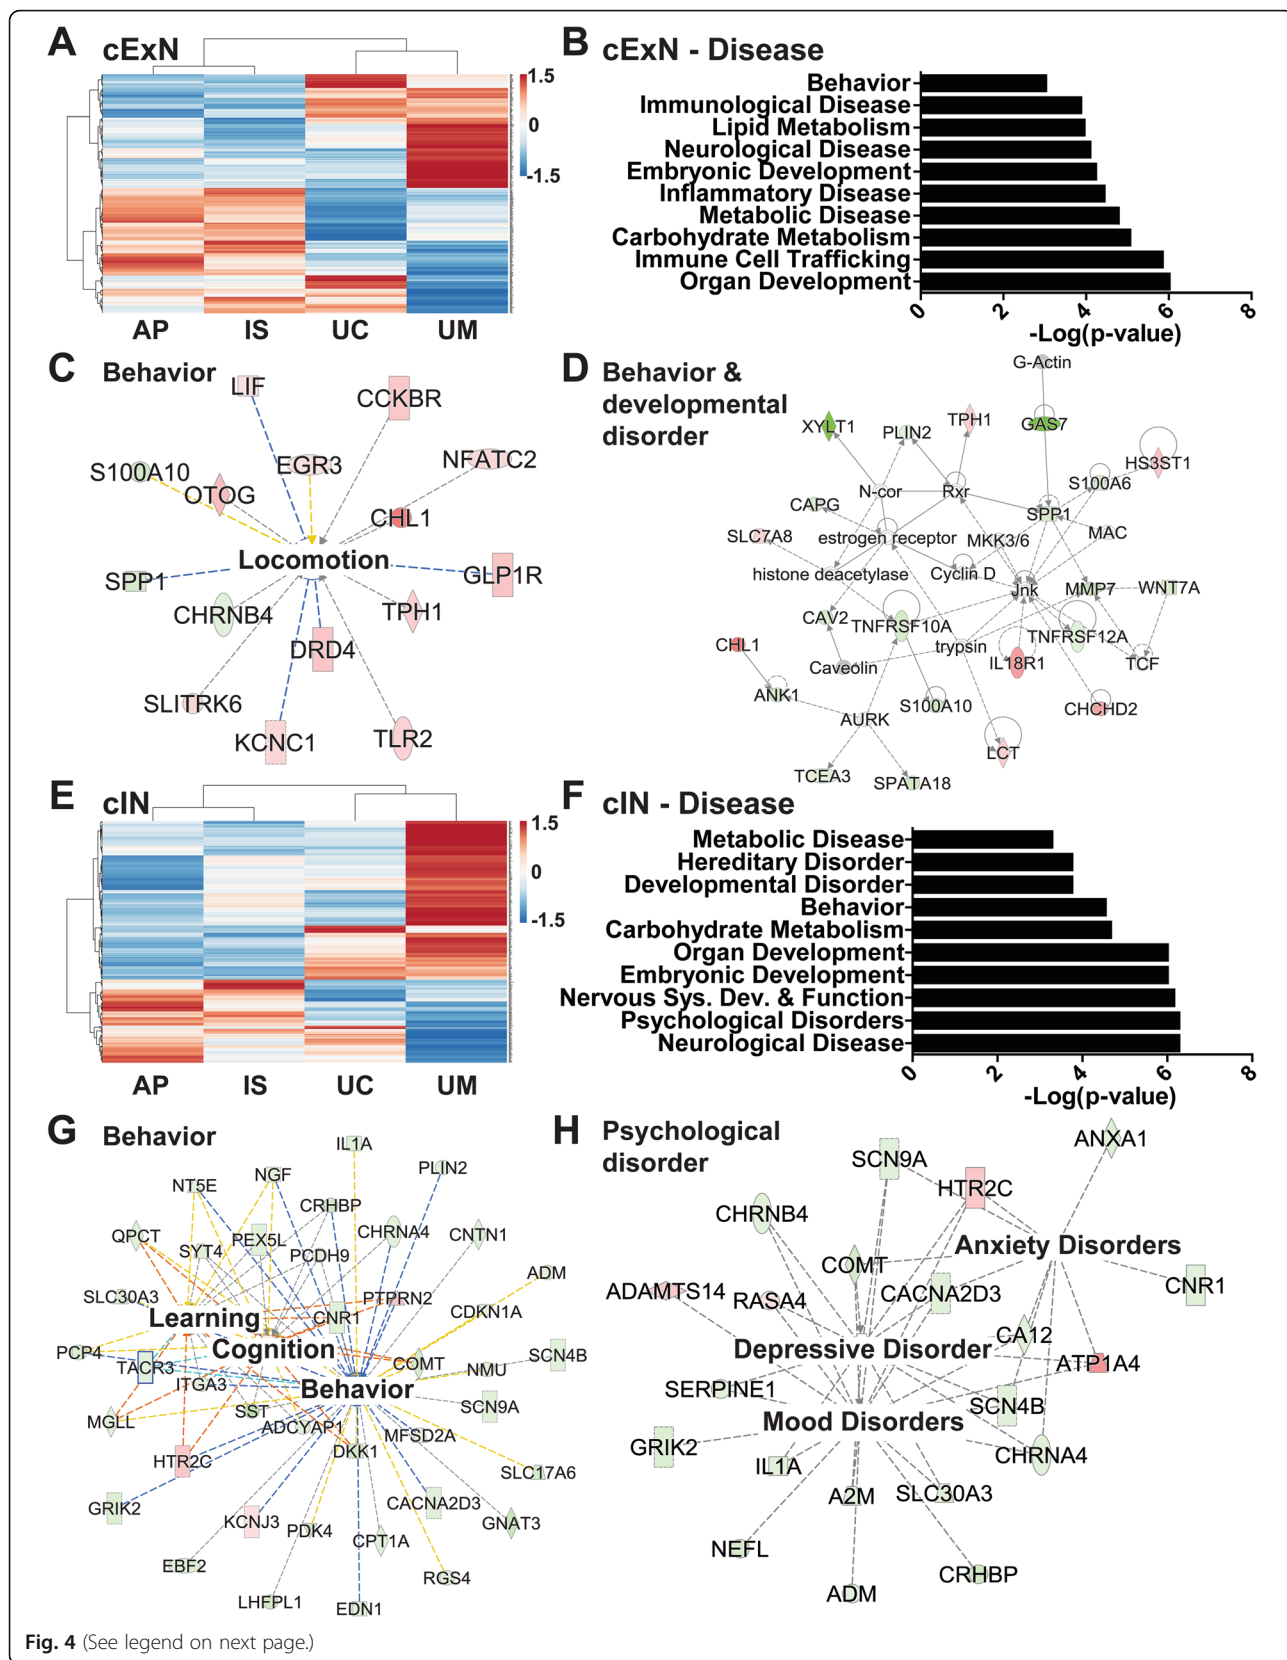 A cExN
1.5
0
-1.5
AP IS UC UM
B cExN - Disease
Behavior
Immunological Disease
Lipid Metabolism
Neurological Disease
Embryonic Development
Inflammatory Disease
Metabolic Disease
Carbohydrate Metabolism
Immune Cell Trafficking
Organ Development
0 2 4 6 8
-Log(p-value)
C Behavior
LIF
CCKBR
S100A10
OTOG
EGR3
NFATC2
CHL1
Locomotion
SPP1
GLP1R
CHRNB4
TPH1
DRD4
SLITRK6
KCNC1
TLR2
D Behavior &
developmental
disorder
G-Actin
XYLT1
PLIN2
TPH1
GAS7
HS3ST1
S100A6
N-cor
Rxr
CAPG
SPP1
SLC7A8
estrogen receptor
MKK3/6
MAC
histone deacetylase
Cyclin D
Jnk
MMP7
WNT7A
CAV2
TNFRSF10A
TNFRSF12A
CHL1
trypsin
IL18R1
TCF
Caveolin
ANK1
S100A10
CHCHD2
AURK
LCT
TCEA3
SPATA18
E cIN
1.5
0
-1.5
AP IS UC UM
F cIN - Disease
Metabolic Disease
Hereditary Disorder
Developmental Disorder
Behavior
Carbohydrate Metabolism
Organ Development
Embryonic Development
Nervous Sys. Dev. & Function
Psychological Disorders
Neurological Disease
0 2 4 6 8
-Log(p-value)
G Behavior
IL1A
NT5E
NGF
PLIN2
CRHBP
QPCT
SYT4
PEX5L
PCDH9
CHRNA4
CNTN1
ADM
SLC30A3
PTPRN2
Learning
CNR1
CDKN1A
PCP4
Cognition
TACR3
COMT
NMU
SCN4B
ITGA3
Behavior
MGLL
SST
SCN9A
ADCYAP1
MFSD2A
HTR2C
DKK1
SLC17A6
GRIK2
CACNA2D3
KCNJ3
PDK4
GNAT3
CPT1A
EBF2
RGS4
LHFPL1
EDN1
H Psychological
disorder
ANXA1
SCN9A
HTR2C
CHRNB4
Anxiety Disorders
COMT
CNR1
ADAMTS14
RASA4
CACNA2D3
CA12
Depressive Disorder
ATP1A4
SERPINE1
SCN4B
Mood Disorders
GRIK2
IL1A
CHRNA4
A2M
SLC30A3
NEFL
CRHBP
ADM
Fig. 4 (See legend on next page.)